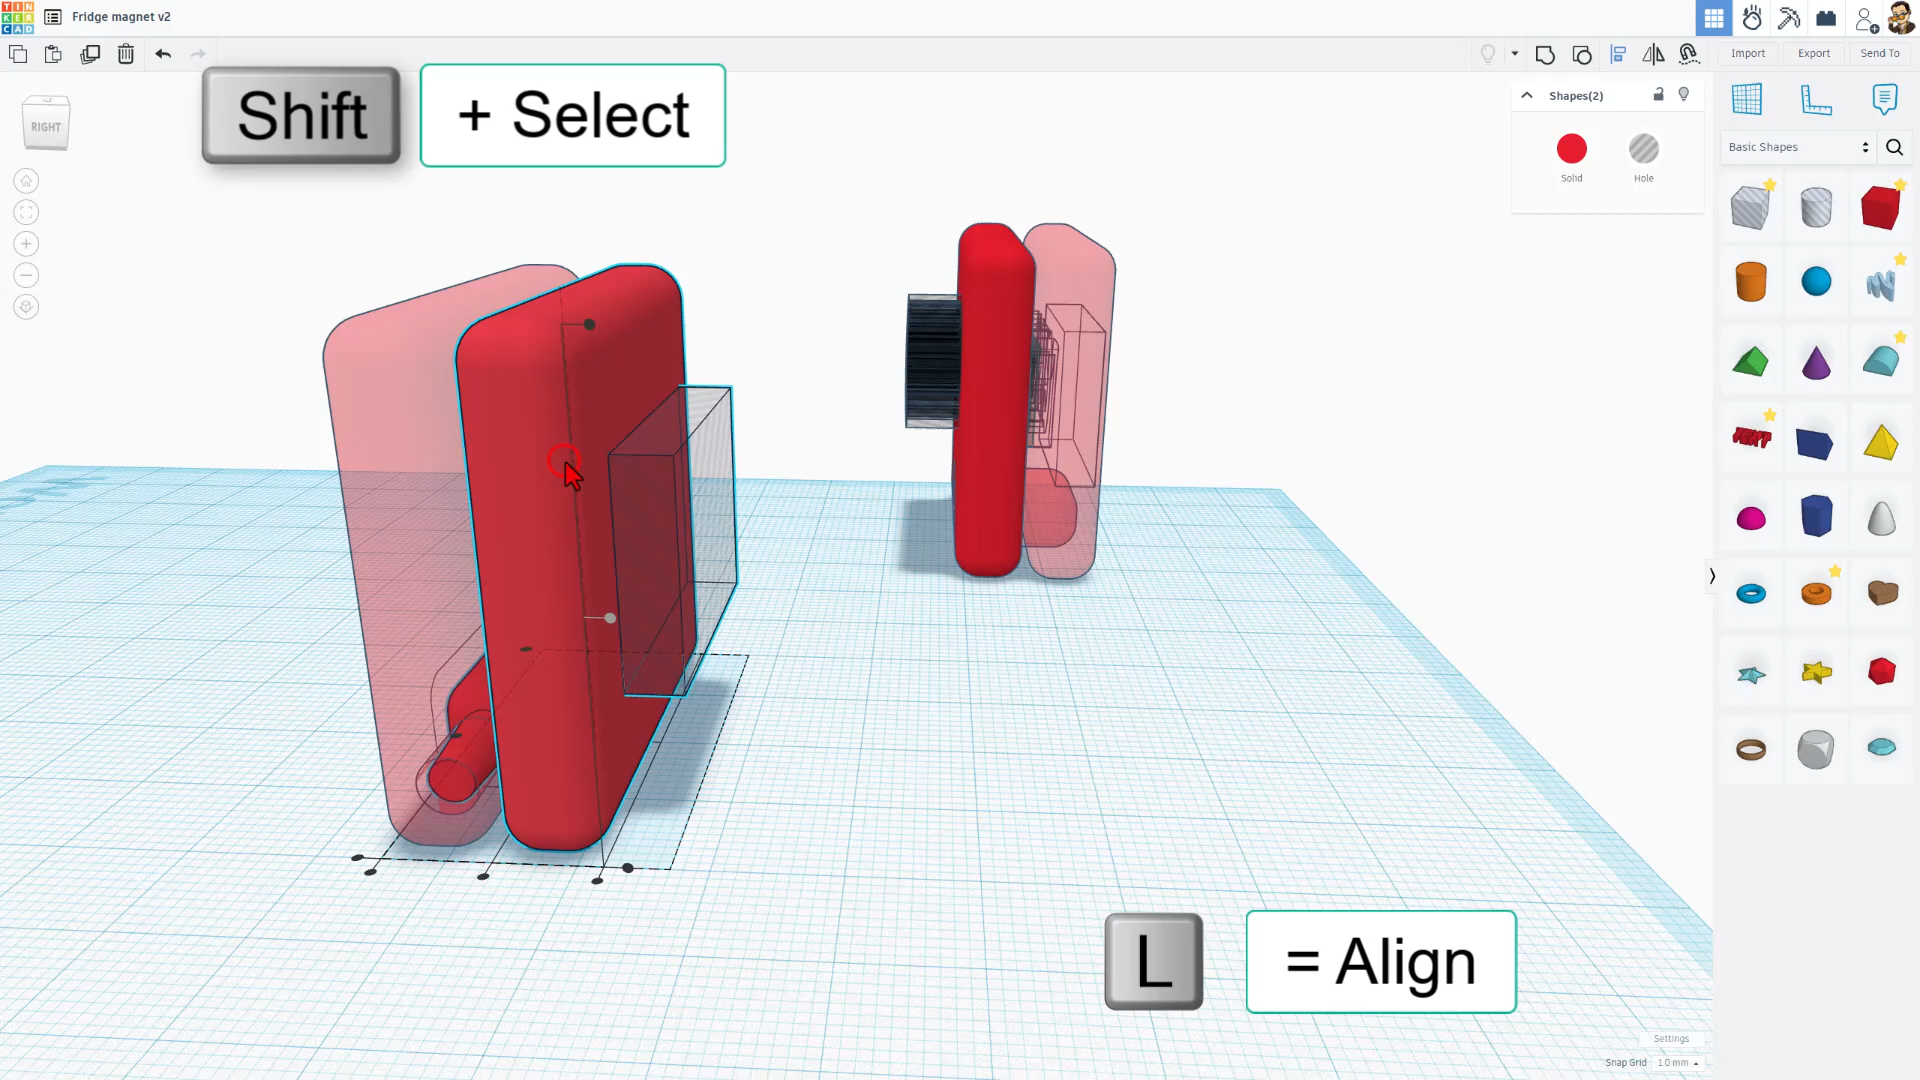 TIN
KER
CAD
Fridge magnet v2
Import
Export
Send To
Shift
+ Select
RIGHT
Shapes(2)
Solid
Hole
Basic Shapes
TEXT
L
= Align
Settings
Snap Grid 1.0 mm